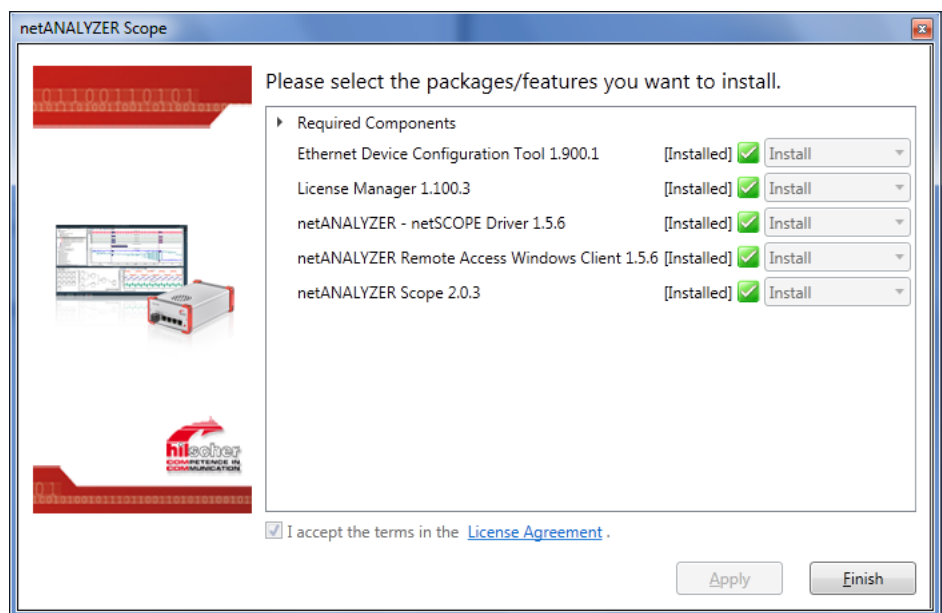 netANALYZER Scope
Please select the packages/features you want to install.
Required Components
Ethernet Device Configuration Tool 1.900.1 [Installed] Install
License Manager 1.100.3 [Installed] Install
netANALYZER - netSCOPE Driver 1.5.6 [Installed] Install
netANALYZER Remote Access Windows Client 1.5.6 [Installed] Install
netANALYZER Scope 2.0.3 [Installed] Install
hilscher
COMPETENCE IN
COMMUNICATION
I accept the terms in the License Agreement .
Apply Finish